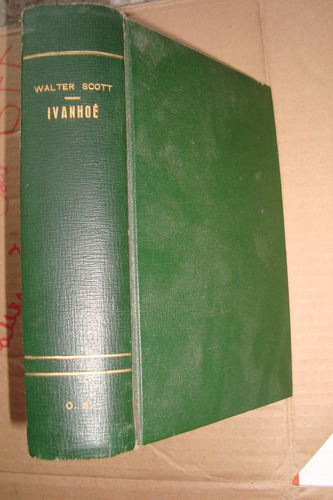 WALTER SCOTT
IVANHOÉ
O. S.